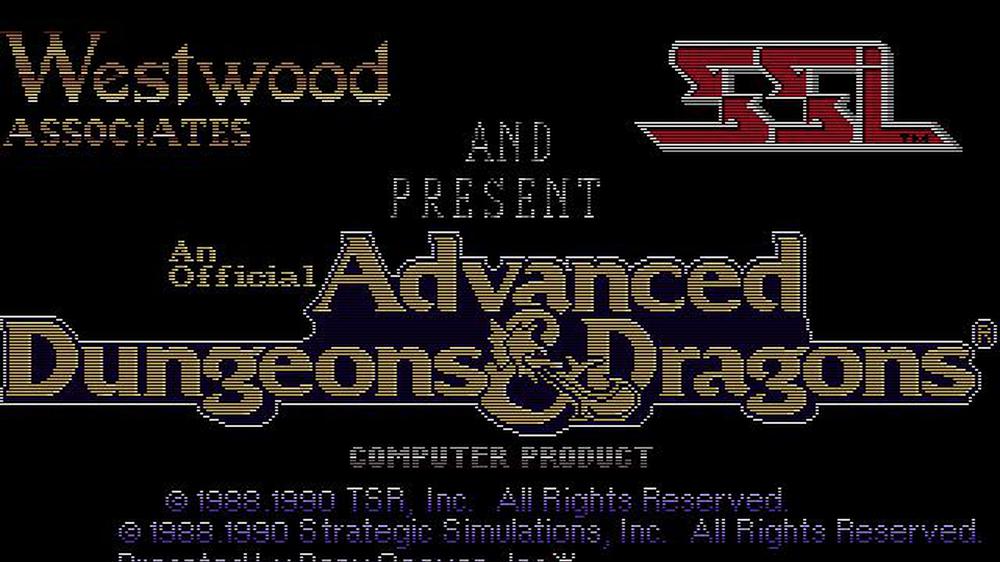 Westwood
ASSOCIATES
SSI TM
AND
PRESENT
An
Official
Advanced
Dungeons & Dragons ®
COMPUTER PRODUCT
© 1988,1990 TSR, Inc. All Rights Reserved.
© 1988,1990 Strategic Simulations, Inc. All Rights Reserved.